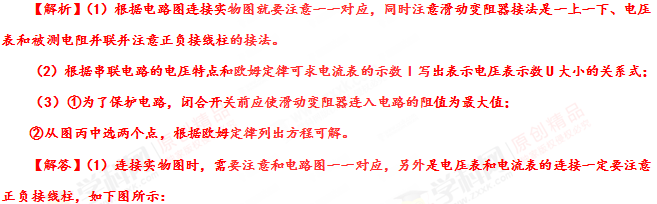 【解析】(1)根据电路图连接实物图就要注意一一对应，同时注意滑动变阻器接法是一上一下、电压
表和被测电阻并联并注意正负接线柱的接法。
(2)根据串联电路的电压特点和欧姆定律可求电流表的示数 I 写出表示电压表示数 U 大小的关系式；
(3)①为了保护电路，闭合开关前应使滑动变阻器连入电路的阻值为最大值；
②从图丙中选两个点，根据欧姆定律列出方程可解。
【解答】(1)连接实物图时，需要注意和电路图一一对应，另外是电压表和电流表的连接一定要注意
正负接线柱，如下图所示：